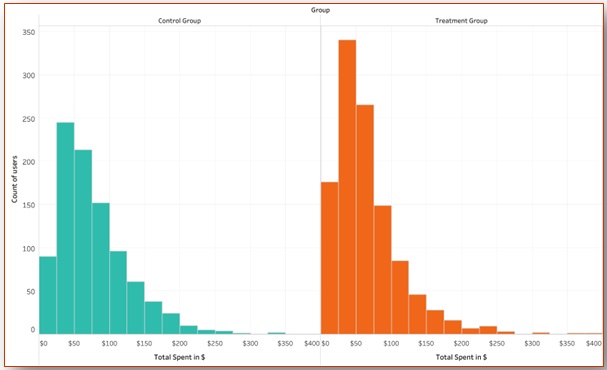 Group
Control Group
Treatment Group
Count of users
350
300
250
200
150
100
50
0
$0 $50 $100 $150 $200 $250 $300 $350 $400
$0 $50 $100 $150 $200 $250 $300 $350 $400
Total Spent in $
Total Spent in $